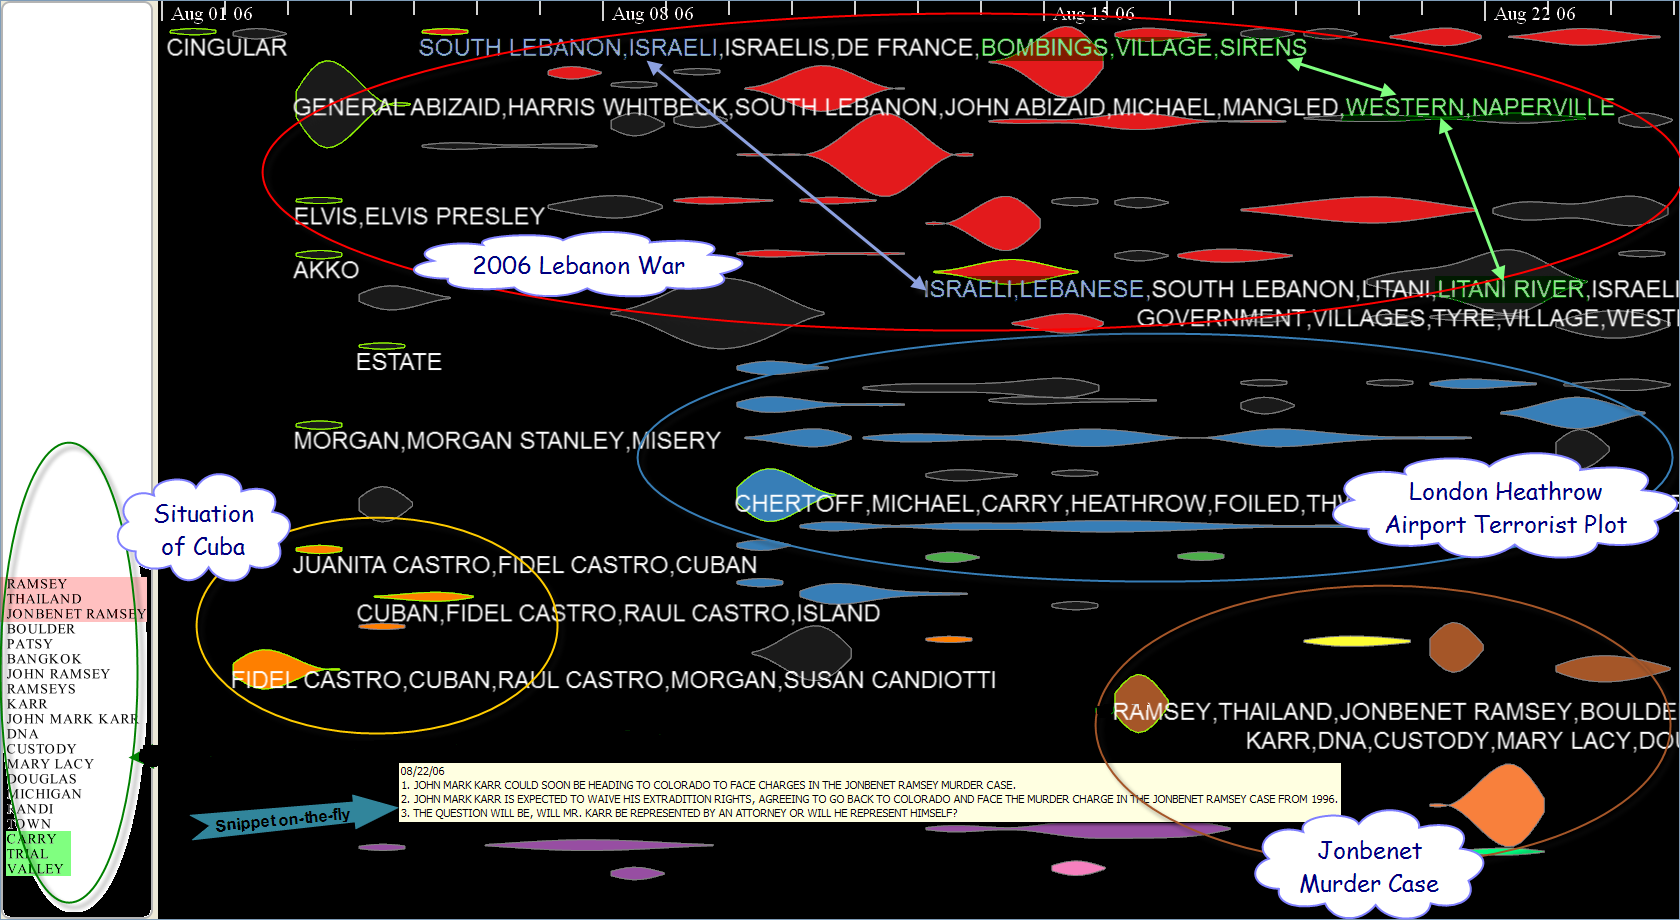 Aug 01 06
Aug 08 06
Aug 15 06
Aug 22 06
CINGULAR
SOUTH LEBANON,ISRAELI,ISRAELIS,DE FRANCE,BOMBINGS,VILLAGE,SIRENS
GENERAL ABIZAID,HARRIS WHITBECK,SOUTH LEBANON,JOHN ABIZAID,MICHAEL,MANGLED,WESTERN,NAPERVILLE
ELVIS,ELVIS PRESLEY
2006 Lebanon War
AKKO
ISRAELI,LEBANESE,SOUTH LEBANON,LITANI,LITANI RIVER,ISRAELI
GOVERNMENT,VILLAGES,TYRE,VILLAGE,WEST
ESTATE
MORGAN,MORGAN STANLEY,MISERY
CHERTOFF,MICHAEL,CARRY,HEATHROW,FOILED,
London Heathrow
Airport Terrorist Plot
Situation
of Cuba
JUANITA CASTRO,FIDEL CASTRO,CUBAN
CUBAN,FIDEL CASTRO,RAUL CASTRO,ISLAND
FIDEL CASTRO,CUBAN,RAUL CASTRO,MORGAN,SUSAN CANDIOTTI
RAMSEY,THAILAND,JONBENET RAMSEY,BOULDE
KARR,DNA,CUSTODY,MARY LACY,DOU
RAMSEY
THAILAND
JONBENET RAMSEY
BOULDER
PATSY
BANGKOK
JOHN RAMSEY
RAMSEYS
KARR
JOHN MARK KARR
DNA
CUSTODY
MARY LACY
DOUGLAS
MICHIGAN
RANDI
TOWN
CARRY
TRIAL
VALLEY
Snippet on-the-fly
08/22/06
1. JOHN MARK KARR COULD SOON BE HEADING TO COLORADO TO FACE CHARGES IN THE JONBENET RAMSEY MURDER CASE.
2. JOHN MARK KARR IS EXPECTED TO WAIVE HIS EXTRADITION RIGHTS, AGREEING TO GO BACK TO COLORADO AND FACE THE MURDER CHARGE IN THE JONBENET RAMSEY CASE FROM 1996.
3. THE QUESTION WILL BE, WILL MR. KARR BE REPRESENTED BY AN ATTORNEY OR WILL HE REPRESENT HIMSELF?
Jonbenet
Murder Case